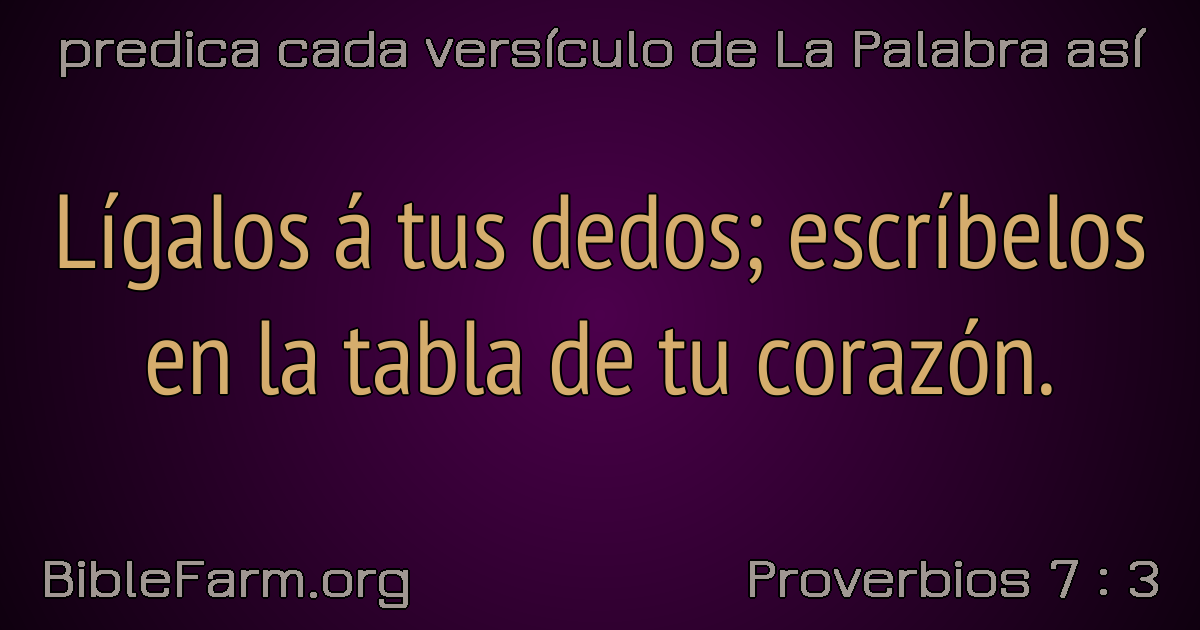 predica cada versículo de La Palabra así
Lígalos á tus dedos; escríbelos
en la tabla de tu corazón.
BibleFarm.org
Proverbios 7 : 3